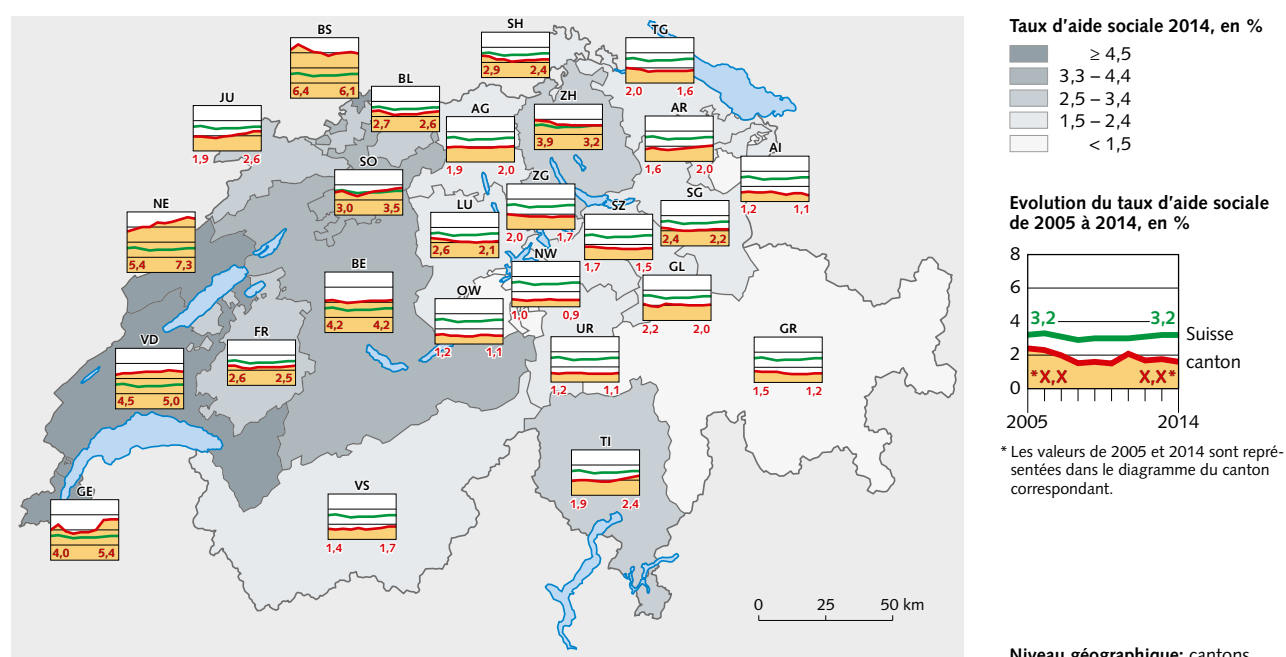 BS
6,4 6,1
SH
2,9 2,4
TG
2,0 1,6
BL
2,7 2,6
JU
1,9 2,6
AG
1,9 2,0
ZH
3,9 3,2
AR
1,6 2,0
AI
1,2 1,1
SO
3,0 3,5
NE
5,4 7,3
LU
2,6 2,1
ZG
2,0 1,7
SZ
1,7 1,5
SG
2,4 2,2
BE
4,2 4,2
OW
1,2 1,1
NW
1,0 0,9
GL
2,2 2,0
VD
4,5 5,0
FR
2,6 2,5
UR
1,2 1,1
GR
1,5 1,2
TI
1,9 2,4
VS
1,4 1,7
GE
4,0 5,4
0 25 50 km
Taux d’aide sociale 2014, en %
≥ 4,5
3,3 – 4,4
2,5 – 3,4
1,5 – 2,4
< 1,5
Evolution du taux d’aide sociale
de 2005 à 2014, en %
8
6
4
2
0
3,2 3,2
Suisse
canton
*X,X X,X*
2005 2014
* Les valeurs de 2005 et 2014 sont repré-
sentées dans le diagramme du canton
correspondant.
Niveau géographique: cantons